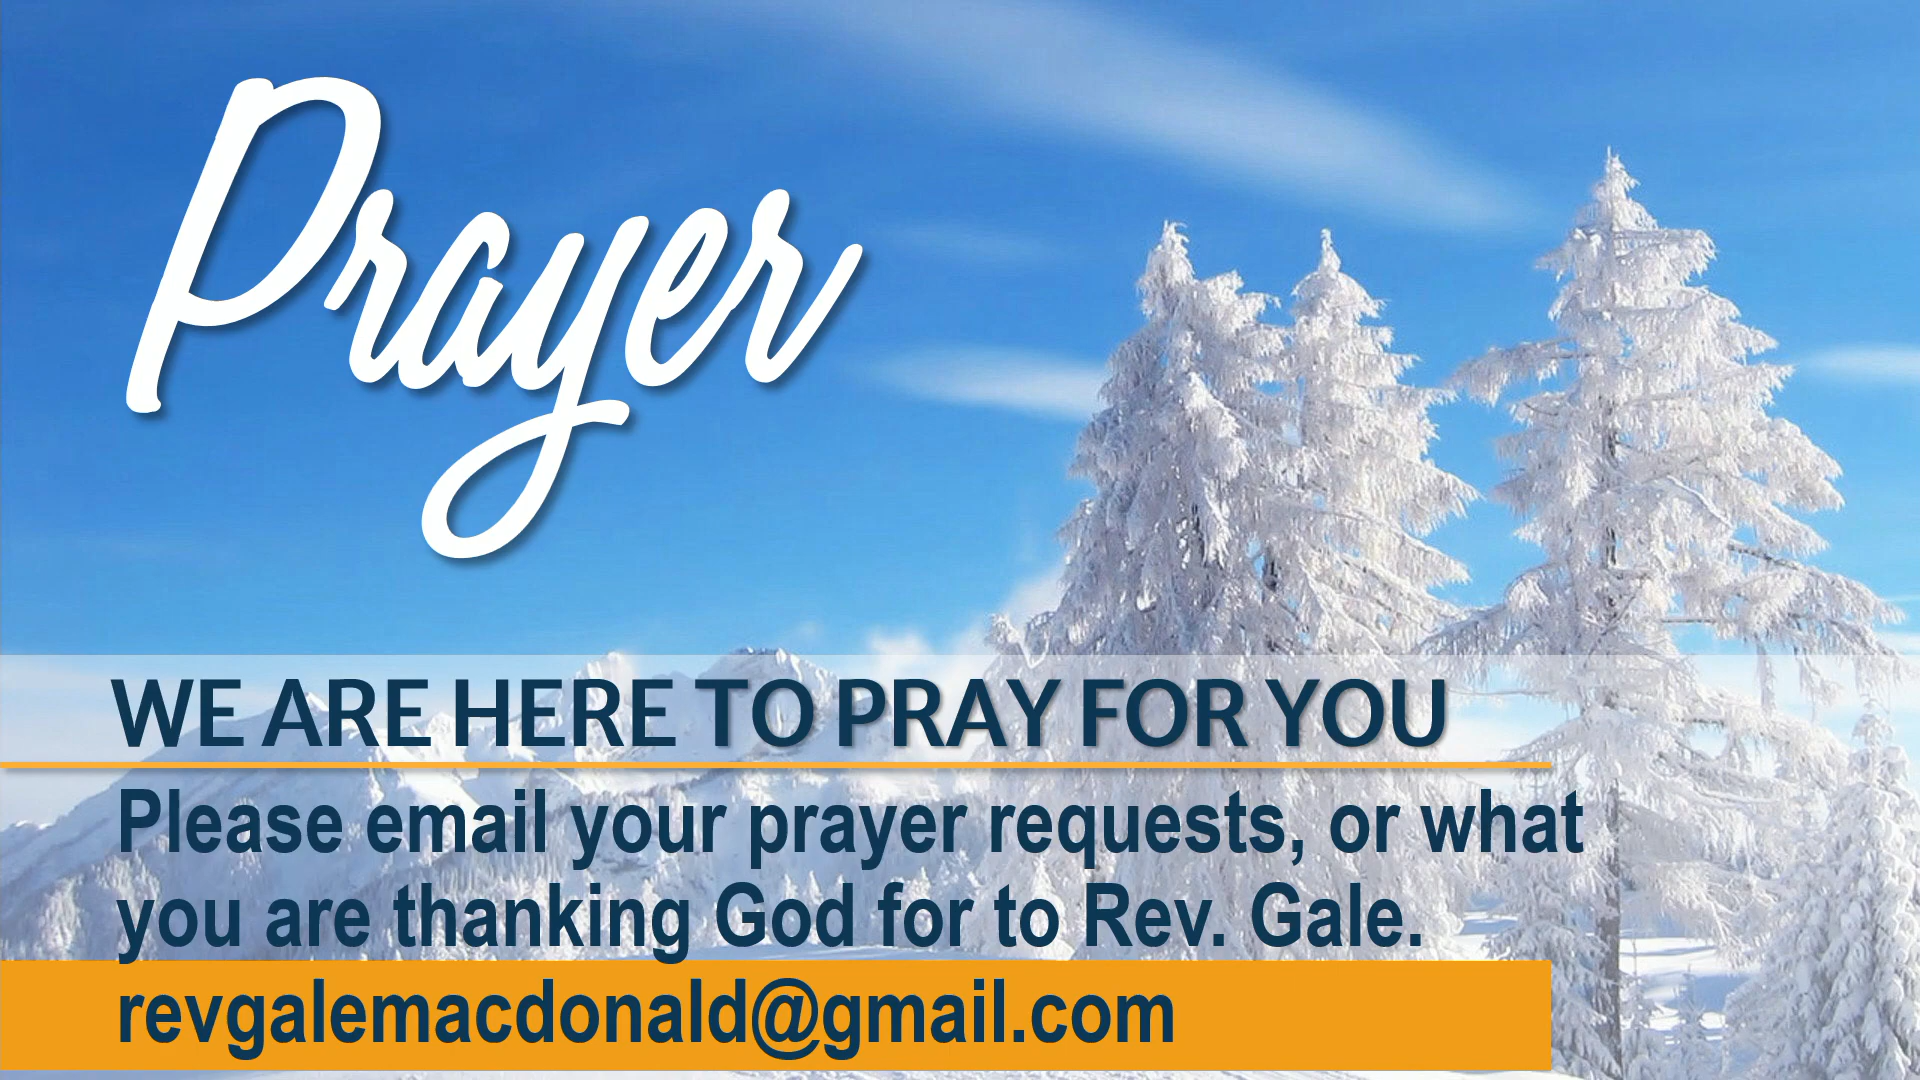 Prayer
WE ARE HERE TO PRAY FOR YOU
Please email your prayer requests, or what
you are thanking God for to Rev. Gale.
revgalemacdonald@gmail.com